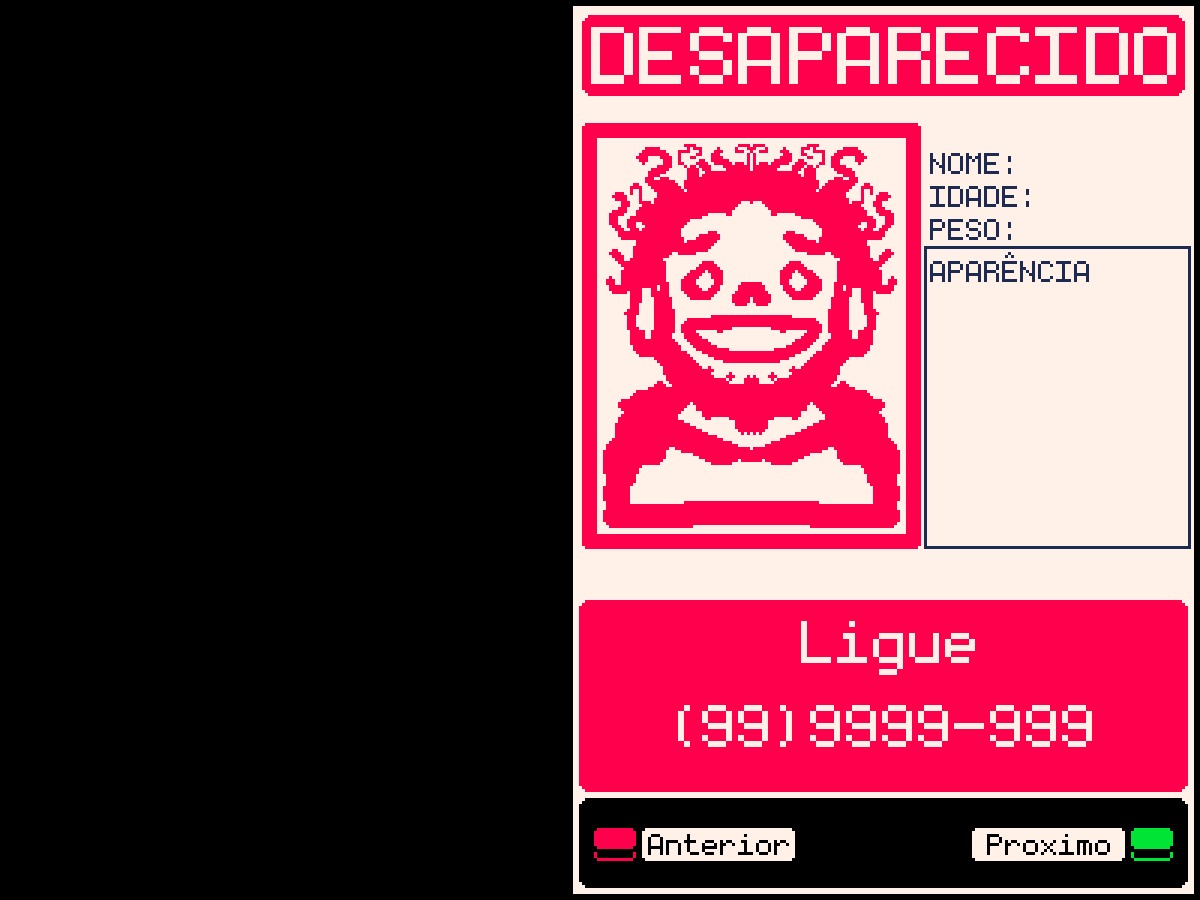 DESAPARECIDO
NOME:
IDADE:
PESO:
APARÊNCIA
Ligue
(99)9999-999
Anterior
Proximo